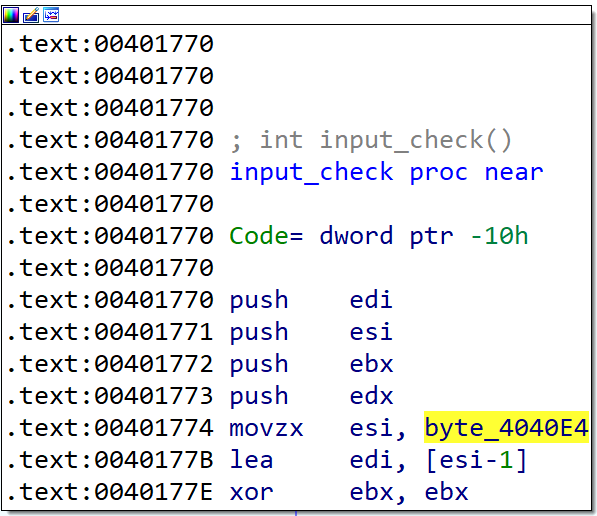 .text:00401770
.text:00401770
.text:00401770
.text:00401770 ; int input_check()
.text:00401770 input_check proc near
.text:00401770
.text:00401770 Code= dword ptr -10h
.text:00401770
.text:00401770 push    edi
.text:00401771 push    esi
.text:00401772 push    ebx
.text:00401773 push    edx
.text:00401774 movzx   esi, byte_4040E4
.text:0040177B lea     edi, [esi-1]
.text:0040177E xor     ebx, ebx